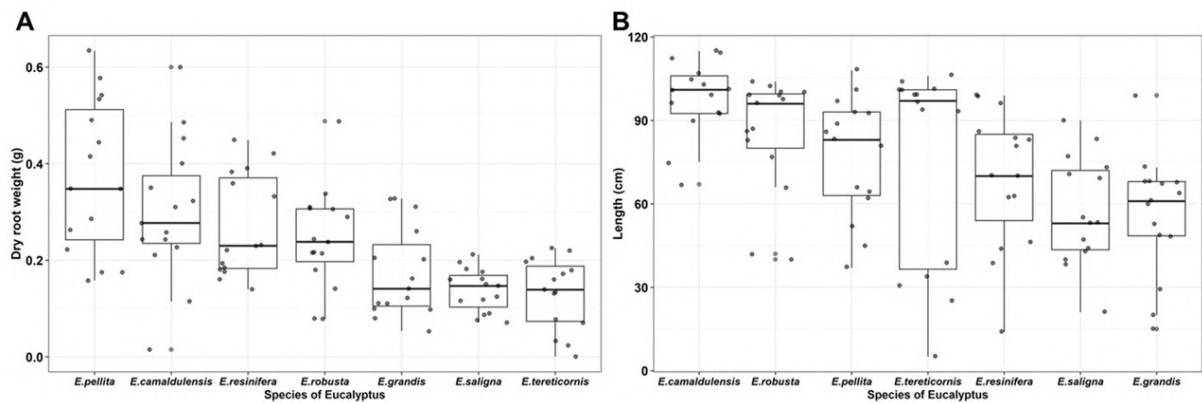 A
Dry root weight (g)
0.6
0.4
0.2
0.0
E.pellita E.camaldulensis E.resinifera E.robusta E.grandis E.saligna E.tereticornis
Species of Eucalyptus
B
Length (cm)
120
90
60
30
0
E.camaldulensis E.robusta E.pellita E.tereticornis E.resinifera E.saligna E.grandis
Species of Eucalyptus